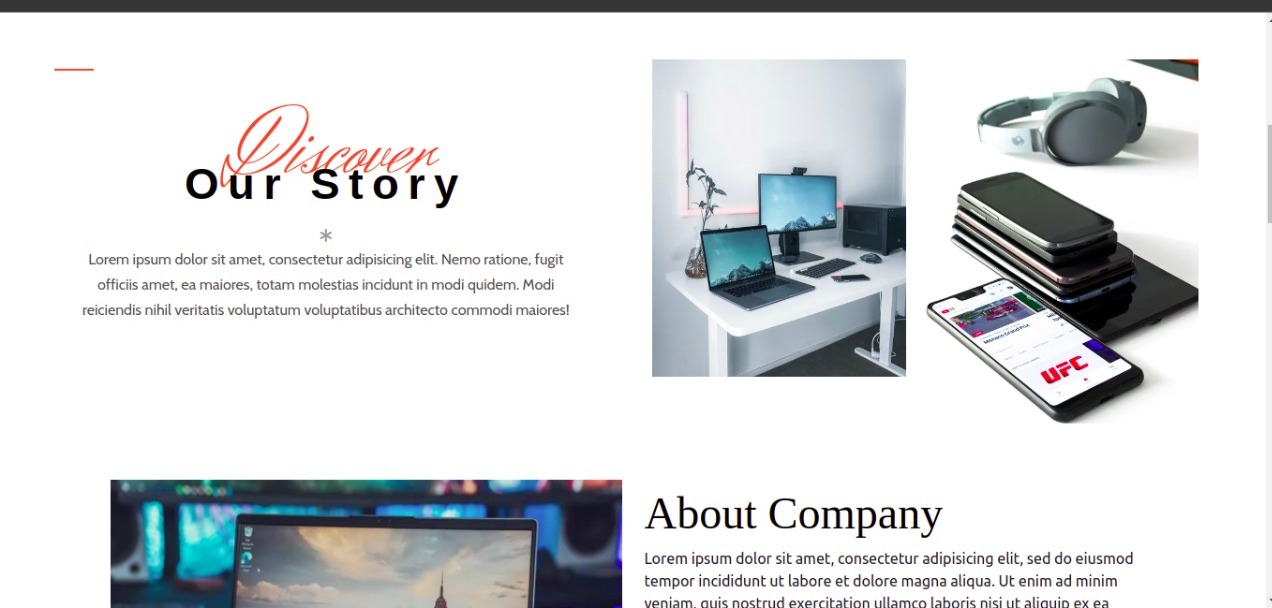 Discover
Our Story
*
Lorem ipsum dolor sit amet, consectetur adipisicing elit. Nemo ratione, fugit
officiis amet, ea maiores, totam molestias incidunt in modi quidem. Modi
reiciendis nihil veritatis voluptatum voluptatibus architecto commodi maiores!
Monaco Grand Prix
UFC
About Company
Lorem ipsum dolor sit amet, consectetur adipisicing elit, sed do eiusmod
tempor incididunt ut labore et dolore magna aliqua. Ut enim ad minim
veniam, quis nostrud exercitation ullamco laboris nisi ut aliquip ex ea